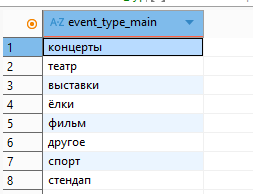 A-Z event_type_main
1 концерты
2 театр
3 выставки
4 ёлки
5 фильм
6 другое
7 спорт
8 стендап